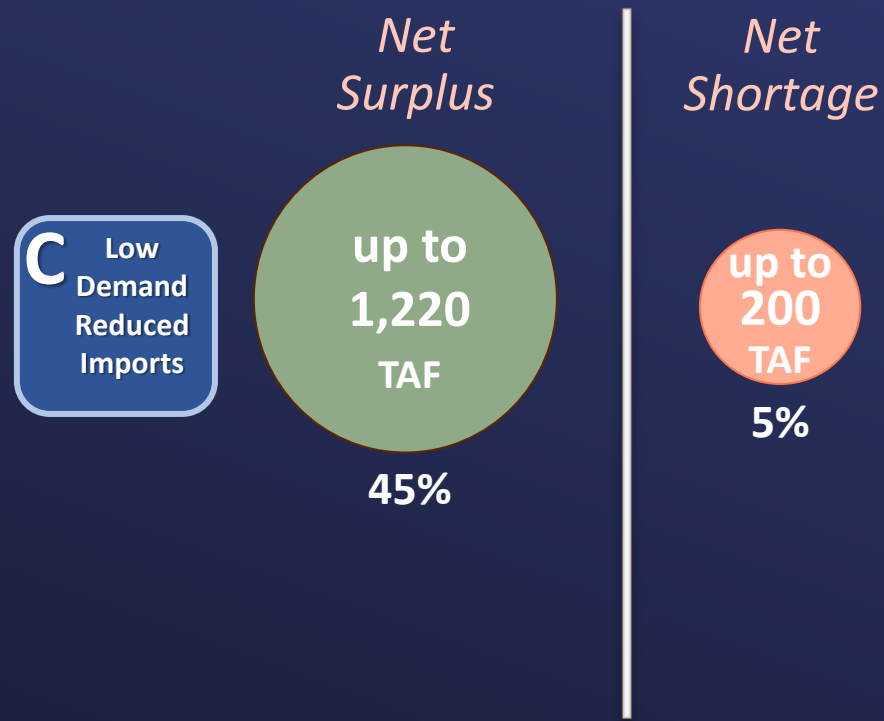 Net
Surplus
Net
Shortage
C
Low
Demand
Reduced
Imports
up to
1,220
TAF
45%
up to
200
TAF
5%